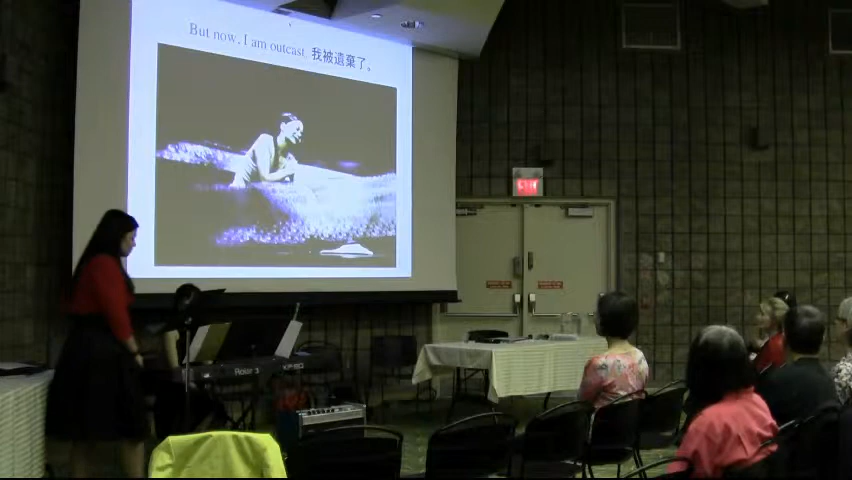 But now, I am outcast. 我被遺棄了。
EXIT
Roland